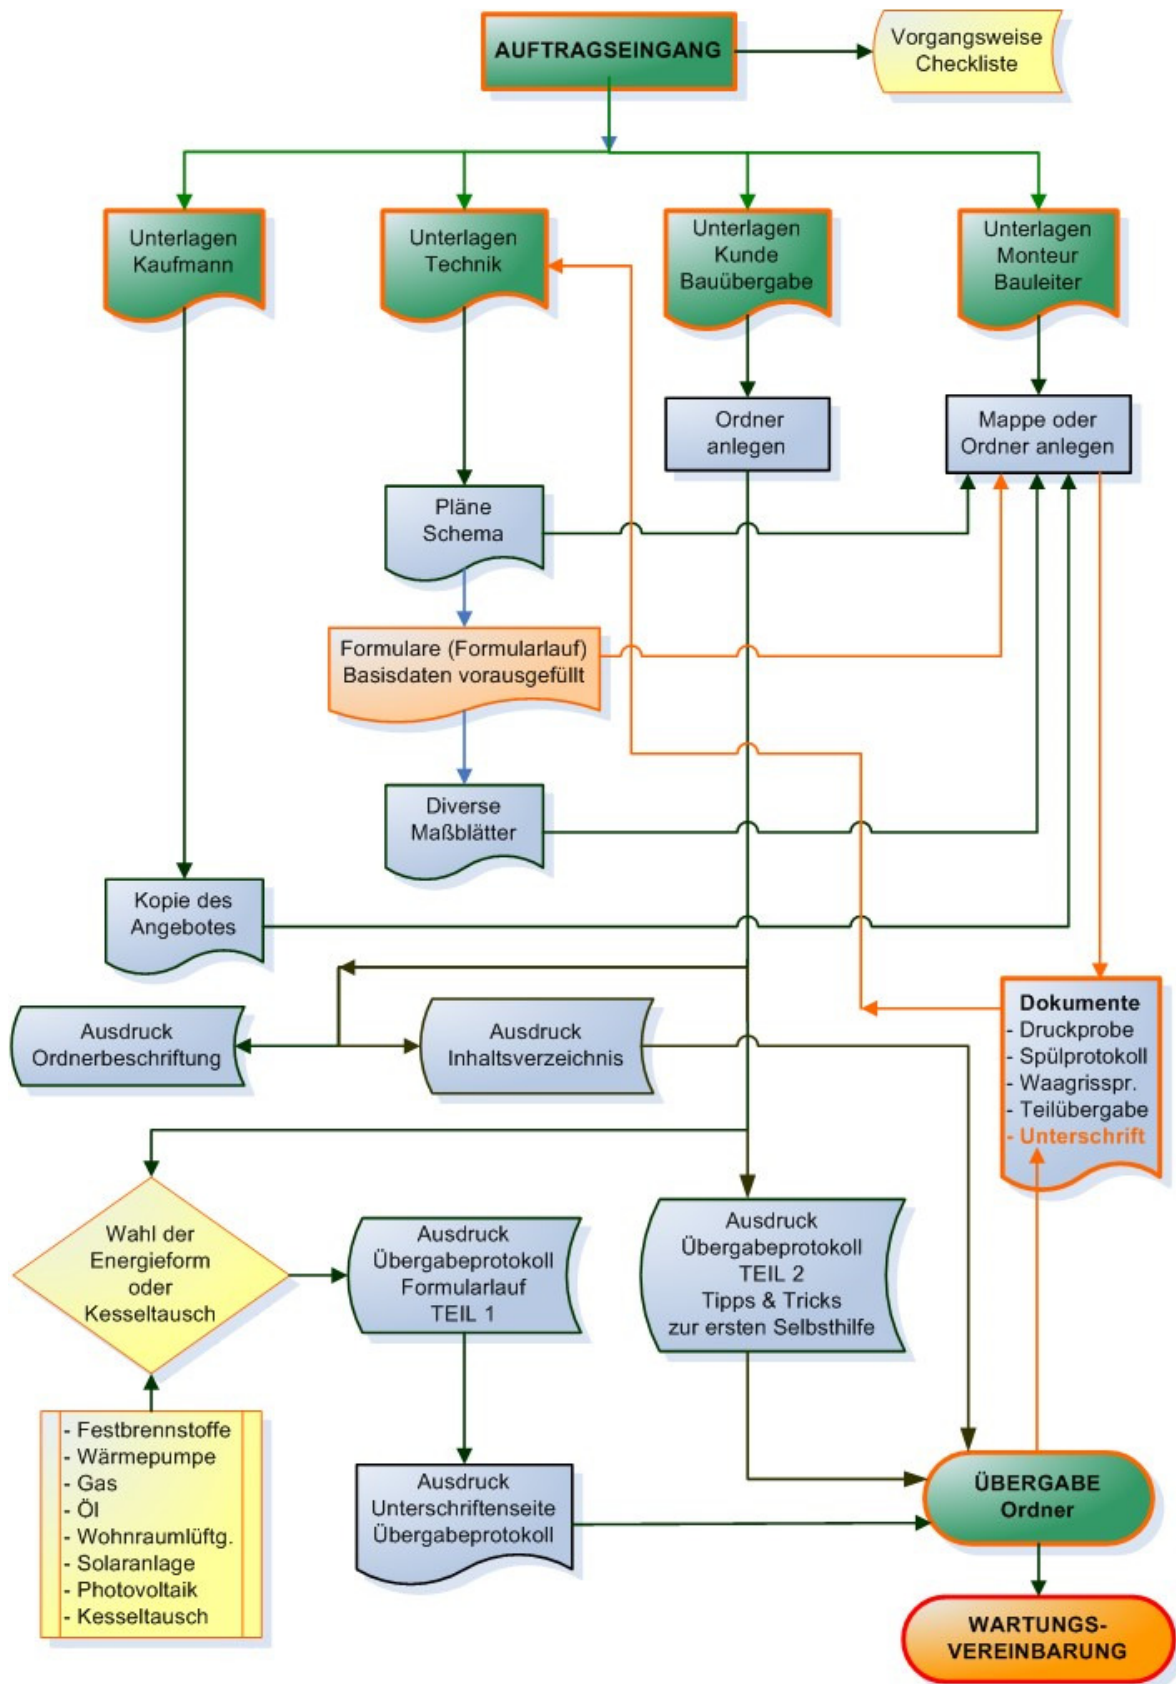 AUFTRAGSEINGANG
Vorgangsweise
Checkliste
Unterlagen
Kaufmann
Unterlagen
Technik
Unterlagen
Kunde
Bauübergabe
Unterlagen
Monteur
Bauleiter
Ordner
anlegen
Mappe oder
Ordner anlegen
Pläne
Schema
Formulare (Formularlauf)
Basisdaten vorausgefüllt
Diverse
Maßblätter
Kopie des
Angebotes
Ausdruck
Ordnerbeschriftung
Ausdruck
Inhaltsverzeichnis
Dokumente
- Druckprobe
- Spülprotokoll
- Waagrisspr.
- Teilübergabe
- Unterschrift
Wahl der
Energieform
oder
Kesseltausch
Ausdruck
Übergabeprotokoll
Formularlauf
TEIL 1
Ausdruck
Übergabeprotokoll
TEIL 2
Tipps & Tricks
zur ersten Selbsthilfe
- Festbrennstoffe
- Wärmepumpe
- Gas
- Öl
- Wohnraumlüftg.
- Solaranlage
- Photovoltaik
- Kesseltausch
Ausdruck
Unterschriftenseite
Übergabeprotokoll
ÜBERGABE
Ordner
WARTUNGS-
VEREINBARUNG